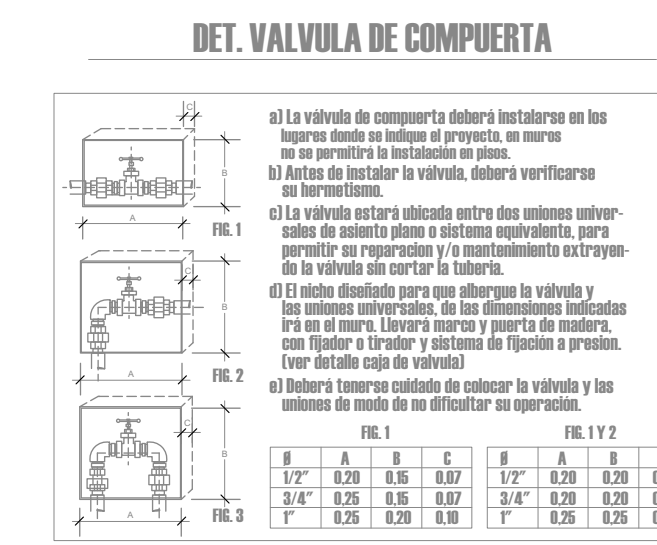 DET. VALVULA DE COMPUERTA
C
B
A
FIG. 1
C
B
A
FIG. 2
C
B
A
FIG. 3
a) La válvula de compuerta deberá instalarse en los
lugares donde se indique el proyecto, en muros
no se permitirá la instalación en pisos.
b) Antes de instalar la válvula, deberá verificarse
su hermetismo.
c) La válvula estará ubicada entre dos uniones univer-
sales de asiento plano o sistema equivalente, para
permitir su reparacion y/o mantenimiento extrayen-
do la válvula sin cortar la tuberia.
d) El nicho diseñado para que albergue la válvula y
las uniones universales, de las dimensiones indicadas
irá en el muro. Llevará marco y puerta de madera,
con fijador o tirador y sistema de fijación a presion.
(ver detalle caja de valvula)
e) Deberá tenerse cuidado de colocar la válvula y las
uniones de modo de no dificultar su operación.
FIG. 1
Ø A B C
1/2" 0,20 0,15 0,07
3/4" 0,25 0,15 0,07
1" 0,25 0,20 0,10
FIG. 1 Y 2
Ø A B
1/2" 0,20 0,20
3/4" 0,20 0,20
1" 0,25 0,25